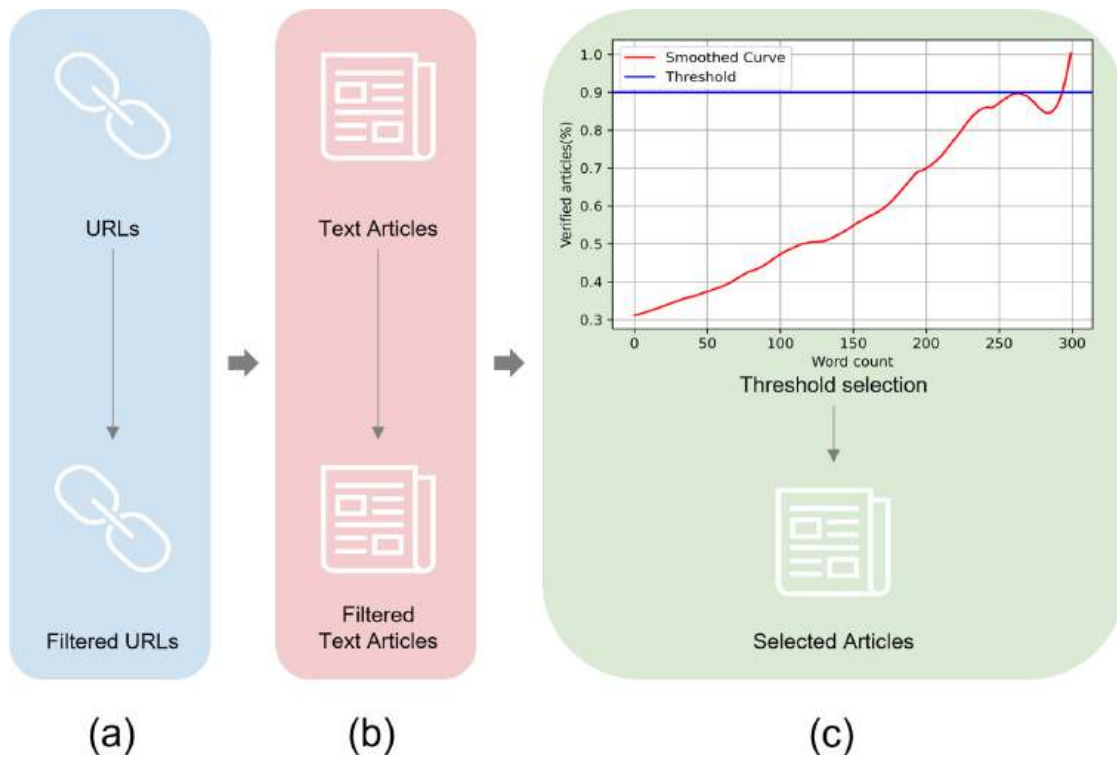 URLs
Filtered URLs
(a)
Text Articles
Filtered
Text Articles
(b)
Smoothed Curve
Threshold
Verified articles(%)
1.0
0.9
0.8
0.7
0.6
0.5
0.4
0.3
0 50 100 150 200 250 300
Word count
Threshold selection
Selected Articles
(c)